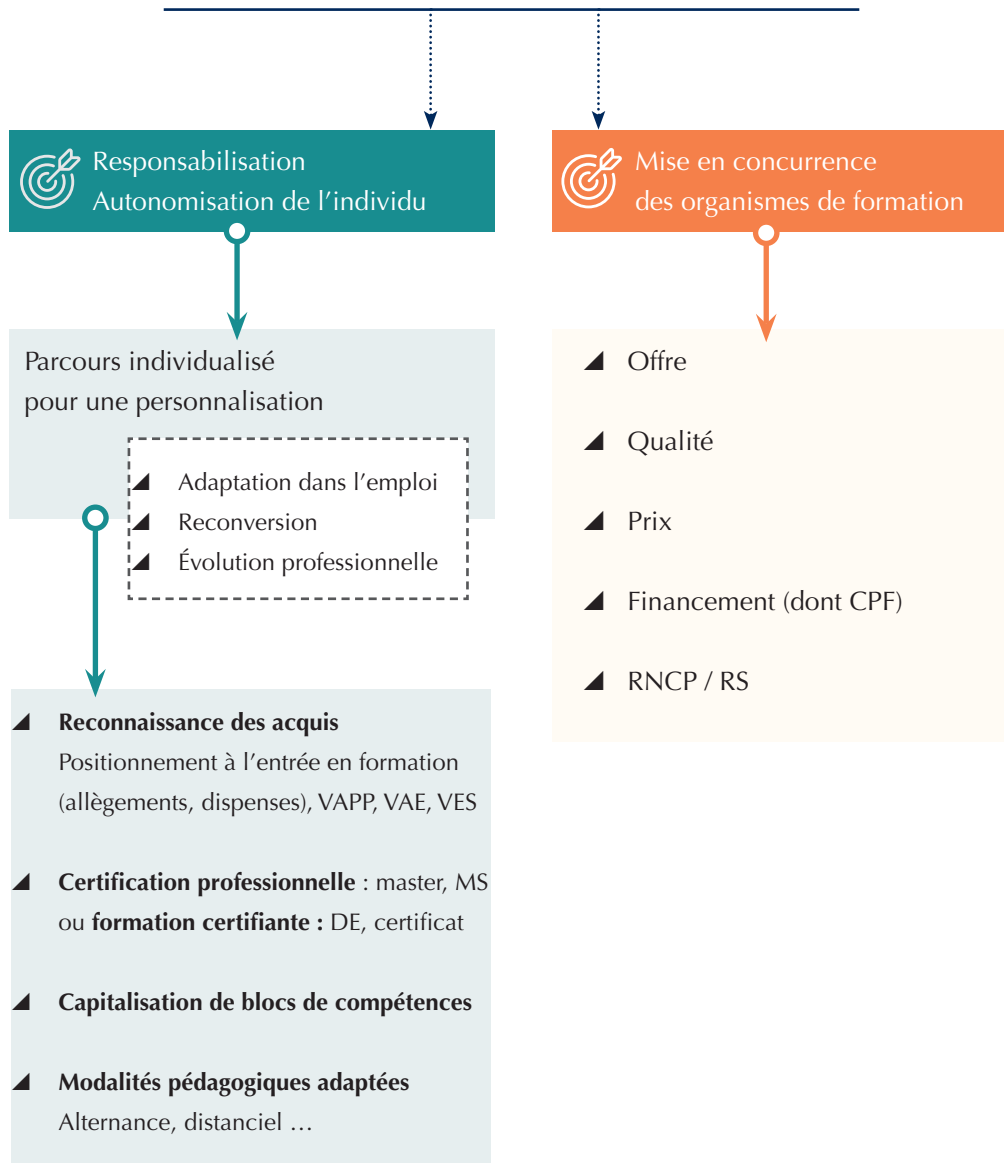 Responsabilisation
Autonomisation de l’individu
Parcours individualisé
pour une personnalisation
Adaptation dans l’emploi
Reconversion
Évolution professionnelle
Reconnaissance des acquis
Positionnement à l’entrée en formation
(allègements, dispenses), VAPP, VAE, VES
Certification professionnelle : master, MS
ou formation certifiante : DE, certificat
Capitalisation de blocs de compétences
Modalités pédagogiques adaptées
Alternance, distanciel …
Mise en concurrence
des organismes de formation
Offre
Qualité
Prix
Financement (dont CPF)
RNCP / RS